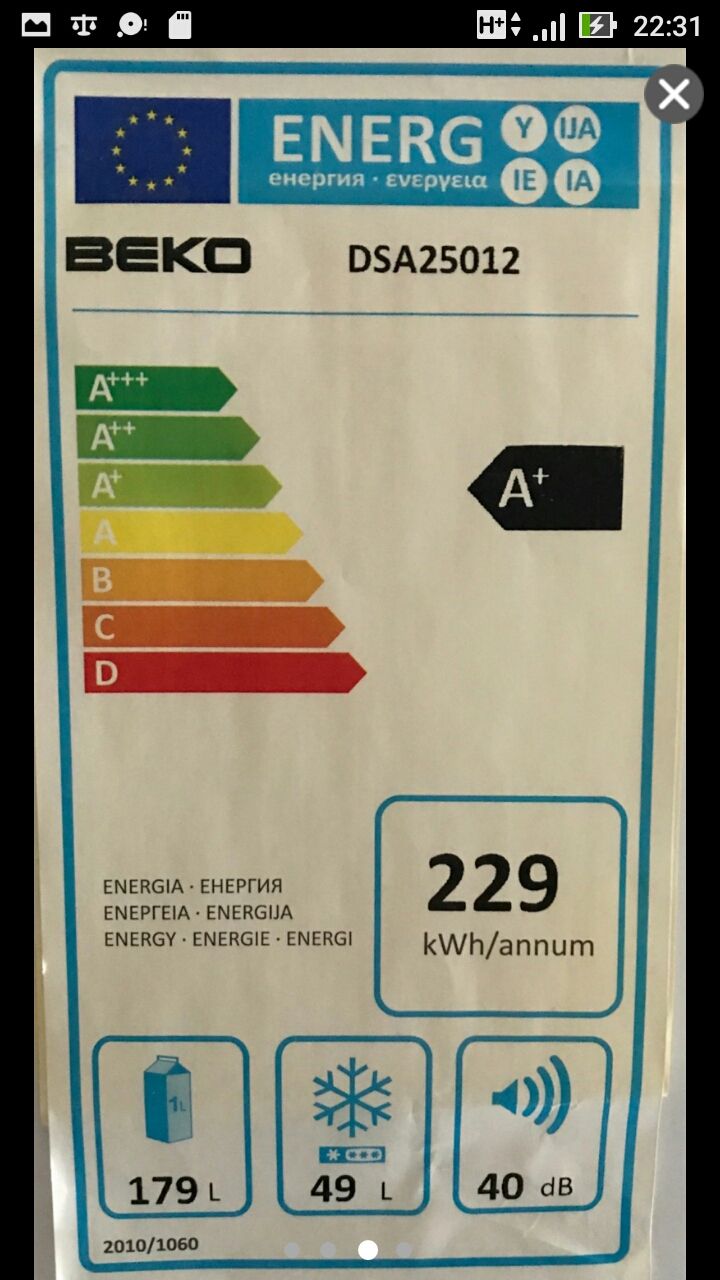 H+ 22:31
ENERG Y IJA
енергия · ενεργεια IE IA
BEKO DSA25012
A+++
A++
A+
A
B
C
D
A+
229
kWh/annum
ENERGIA · ЕНЕРГИЯ
ΕΝΕΡΓΕΙΑ · ENERGIJA
ENERGY · ENERGIE · ENERGI
1L
179 L
49 L
40 dB
2010/1060